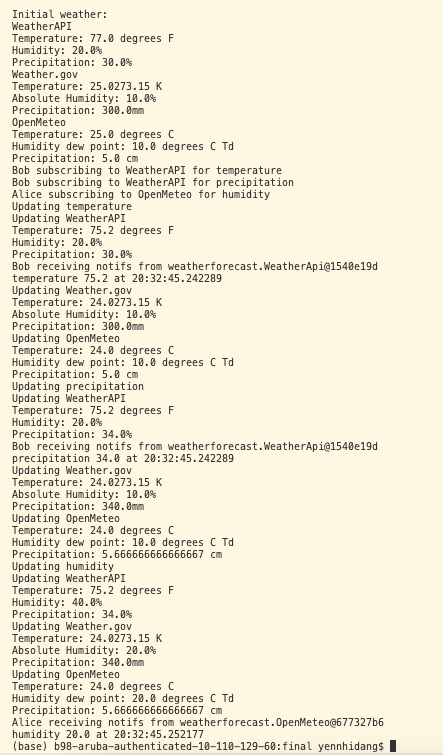 Initial weather:
WeatherAPI
Temperature: 77.0 degrees F
Humidity: 20.0%
Precipitation: 30.0%
Weather.gov
Temperature: 25.0273.15 K
Absolute Humidity: 10.0%
Precipitation: 300.0mm
OpenMeteo
Temperature: 25.0 degrees C
Humidity dew point: 10.0 degrees C Td
Precipitation: 5.0 cm
Bob subscribing to WeatherAPI for temperature
Bob subscribing to WeatherAPI for precipitation
Alice subscribing to OpenMeteo for humidity
Updating temperature
Updating WeatherAPI
Temperature: 75.2 degrees F
Humidity: 20.0%
Precipitation: 30.0%
Bob receiving notifs from weatherforecast.WeatherApi@1540e19d
temperature 75.2 at 20:32:45.242289
Updating Weather.gov
Temperature: 24.0273.15 K
Absolute Humidity: 10.0%
Precipitation: 300.0mm
Updating OpenMeteo
Temperature: 24.0 degrees C
Humidity dew point: 10.0 degrees C Td
Precipitation: 5.0 cm
Updating precipitation
Updating WeatherAPI
Temperature: 75.2 degrees F
Humidity: 20.0%
Precipitation: 34.0%
Bob receiving notifs from weatherforecast.WeatherApi@1540e19d
precipitation 34.0 at 20:32:45.242289
Updating Weather.gov
Temperature: 24.0273.15 K
Absolute Humidity: 10.0%
Precipitation: 340.0mm
Updating OpenMeteo
Temperature: 24.0 degrees C
Humidity dew point: 10.0 degrees C Td
Precipitation: 5.666666666666667 cm
Updating humidity
Updating WeatherAPI
Temperature: 75.2 degrees F
Humidity: 40.0%
Precipitation: 34.0%
Updating Weather.gov
Temperature: 24.0273.15 K
Absolute Humidity: 20.0%
Precipitation: 340.0mm
Updating OpenMeteo
Temperature: 24.0 degrees C
Humidity dew point: 20.0 degrees C Td
Precipitation: 5.666666666666667 cm
Alice receiving notifs from weatherforecast.OpenMeteo@677327b6
humidity 20.0 at 20:32:45.252177
(base) b98-aruba-authenticated-10-110-129-60:final yennhidang$